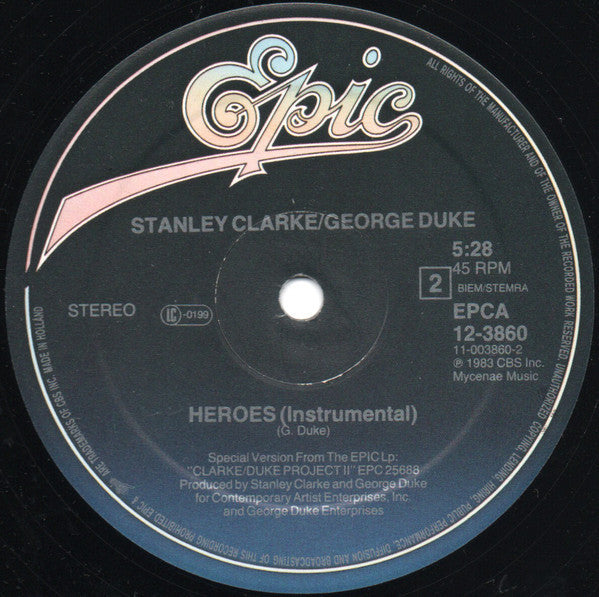 Epic
STANLEY CLARKE/GEORGE DUKE
5:28
45 RPM
2
BIEM/STEMRA
STEREO
LC-0199
EPCA
12-3860
11-003860-2
℗ 1983 CBS Inc.
Mycenae Music
HEROES (Instrumental)
(G. Duke)
Special Version From The EPIC Lp:
"CLARKE/DUKE PROJECT II" EPC 25688
Produced by Stanley Clarke and George Duke
for Contemporary Artist Enterprises, Inc.
and George Duke Enterprises
ALL RIGHTS OF THE MANUFACTURER AND OF THE OWNER OF THE RECORDED WORK RESERVED. UNAUTHORIZED COPYING, LENDING, HIRING, PUBLIC PERFORMANCE, DIFFUSION AND BROADCASTING OF THIS RECORDING PROHIBITED EPIC & ARE TRADEMARKS OF CBS INC. MADE IN HOLLAND